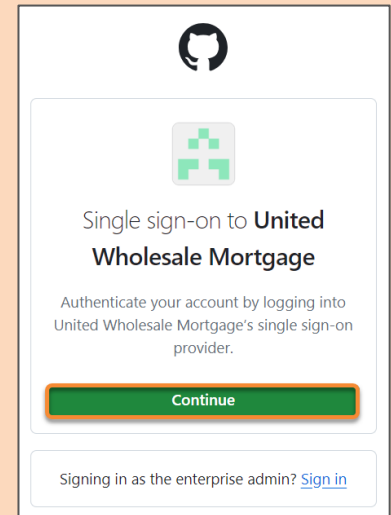 Single sign-on to United
Wholesale Mortgage
Authenticate your account by logging into
United Wholesale Mortgage's single sign-on
provider.
Continue
Signing in as the enterprise admin? Sign in